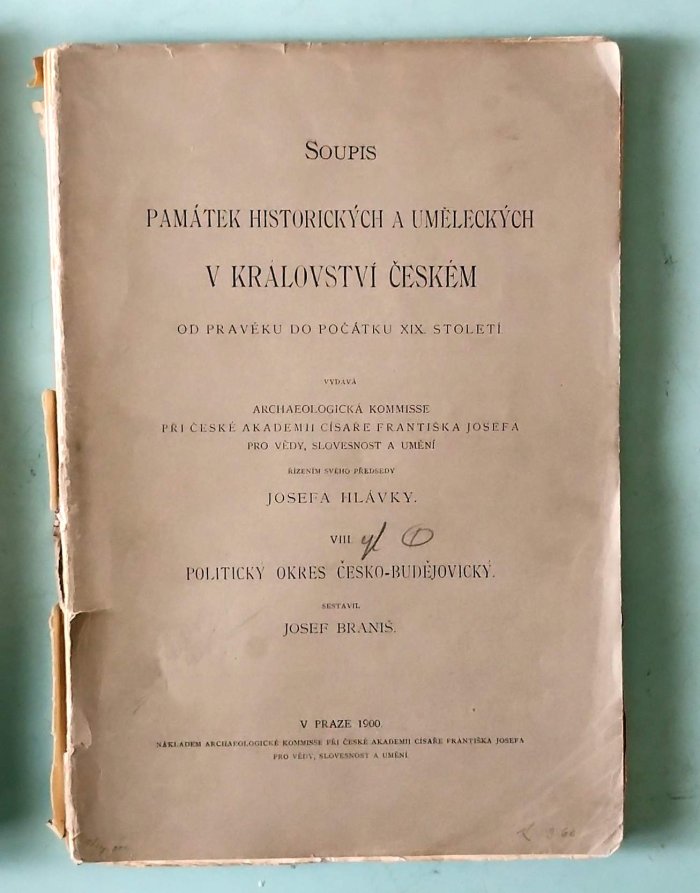 SOUPIS
PAMÁTEK HISTORICKÝCH A UMĚLECKÝCH
V KRÁLOVSTVÍ ČESKÉM
OD PRAVĚKU DO POČÁTKU XIX. STOLETÍ
VYDÁVÁ
ARCHAEOLOGICKÁ KOMMISSE
PŘI ČESKÉ AKADEMII CÍSAŘE FRANTIŠKA JOSEFA
PRO VĚDY, SLOVESNOST A UMĚNÍ
ŘÍZENÍM SVÉHO PŘEDSEDY
JOSEFA HLÁVKY.
VIII.
POLITICKÝ OKRES ČESKO-BUDĚJOVICKÝ.
SESTAVIL
JOSEF BRANIŠ.
V PRAZE 1900
NÁKLADEM ARCHAEOLOGICKÉ KOMMISSE PŘI ČESKÉ AKADEMII CÍSAŘE FRANTIŠKA JOSEFA
PRO VĚDY, SLOVESNOST A UMĚNÍ